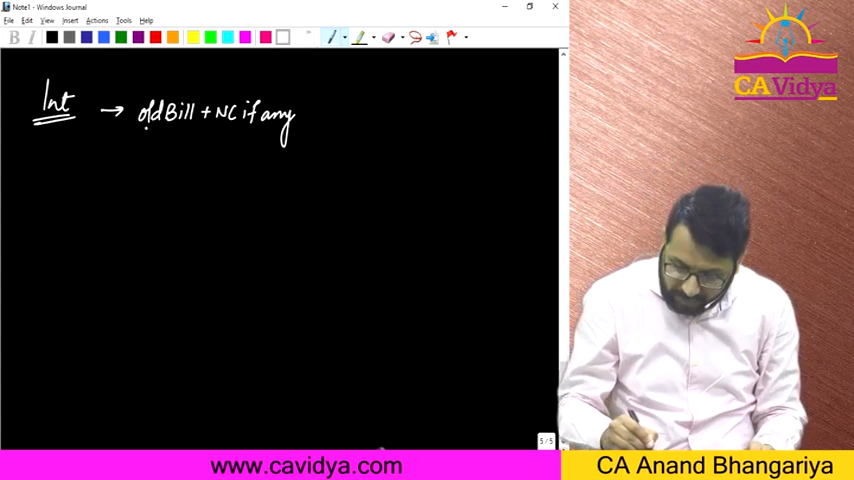 Note1 - Windows Journal
File Edit View Insert Actions Tools Help
B I
Int → old Bill + NC if any
5/5
CA Vidya
www.cavidya.com
CA Anand Bhangariya